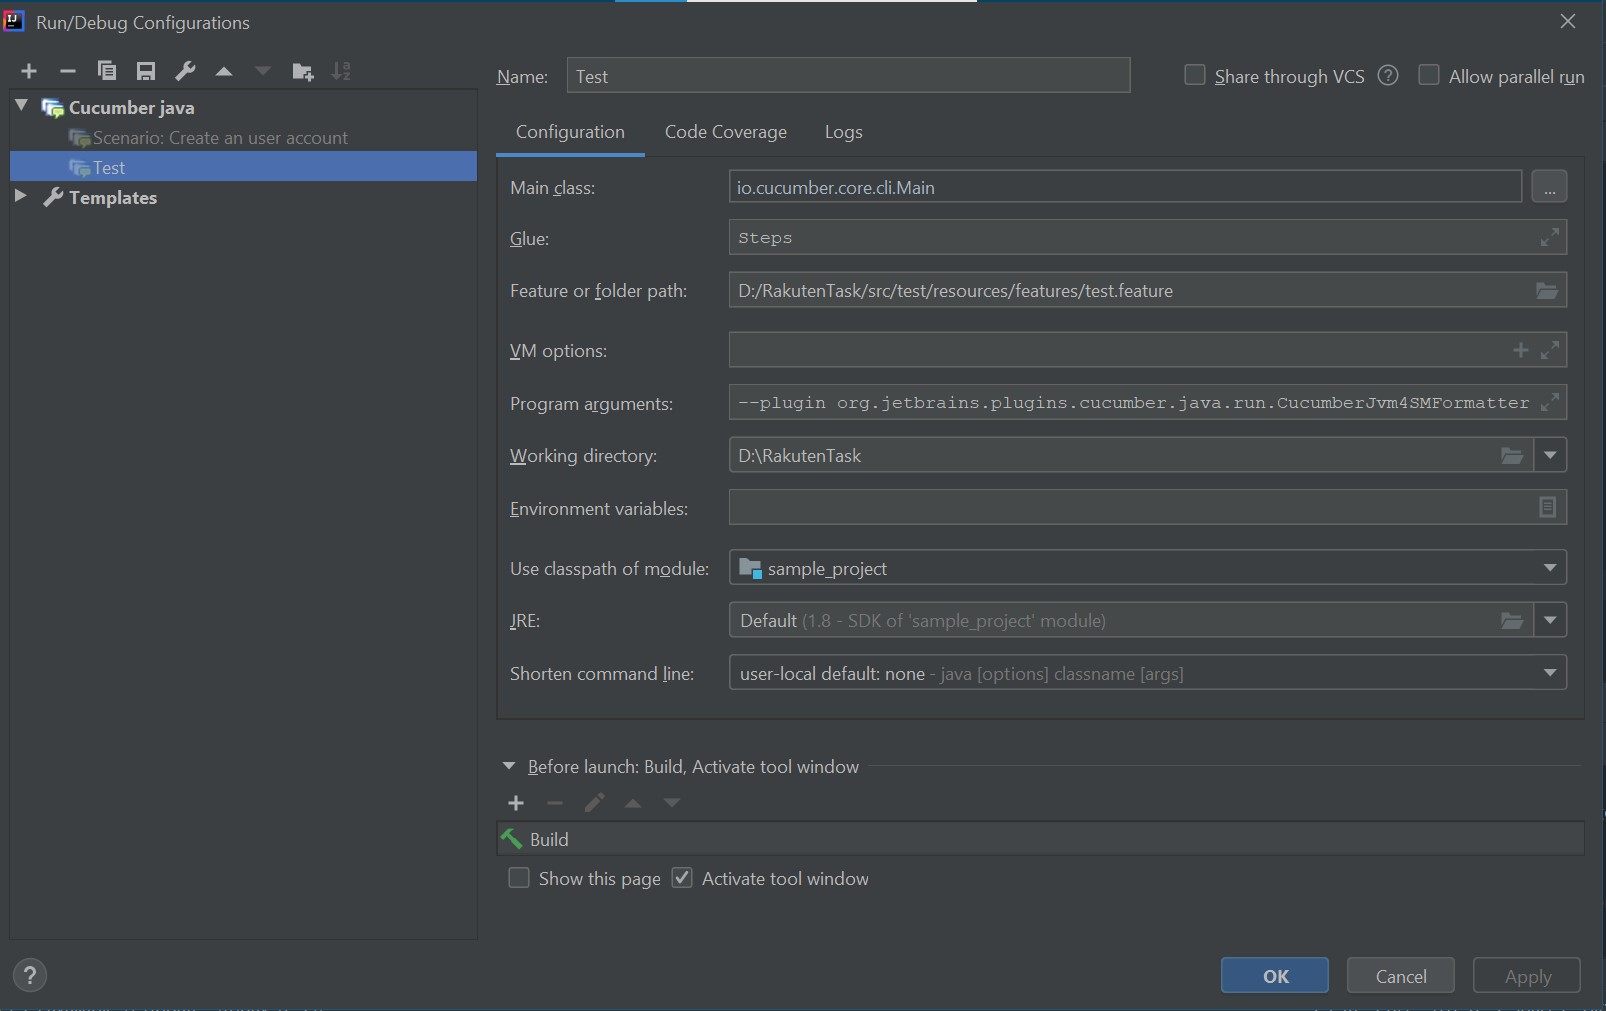 Run/Debug Configurations
Name: Test
Share through VCS ? Allow parallel run
Cucumber java
Scenario: Create an user account
Test
Templates
Configuration Code Coverage Logs
Main class: io.cucumber.core.cli.Main ...
Glue: Steps
Feature or folder path: D:/RakutenTask/src/test/resources/features/test.feature
VM options:
Program arguments: --plugin org.jetbrains.plugins.cucumber.java.run.CucumberJvm4SMFormatter
Working directory: D:\RakutenTask
Environment variables:
Use classpath of module: sample_project
JRE: Default (1.8 - SDK of 'sample_project' module)
Shorten command line: user-local default: none - java [options] classname [args]
Before launch: Build, Activate tool window
Build
Show this page Activate tool window
? OK Cancel Apply